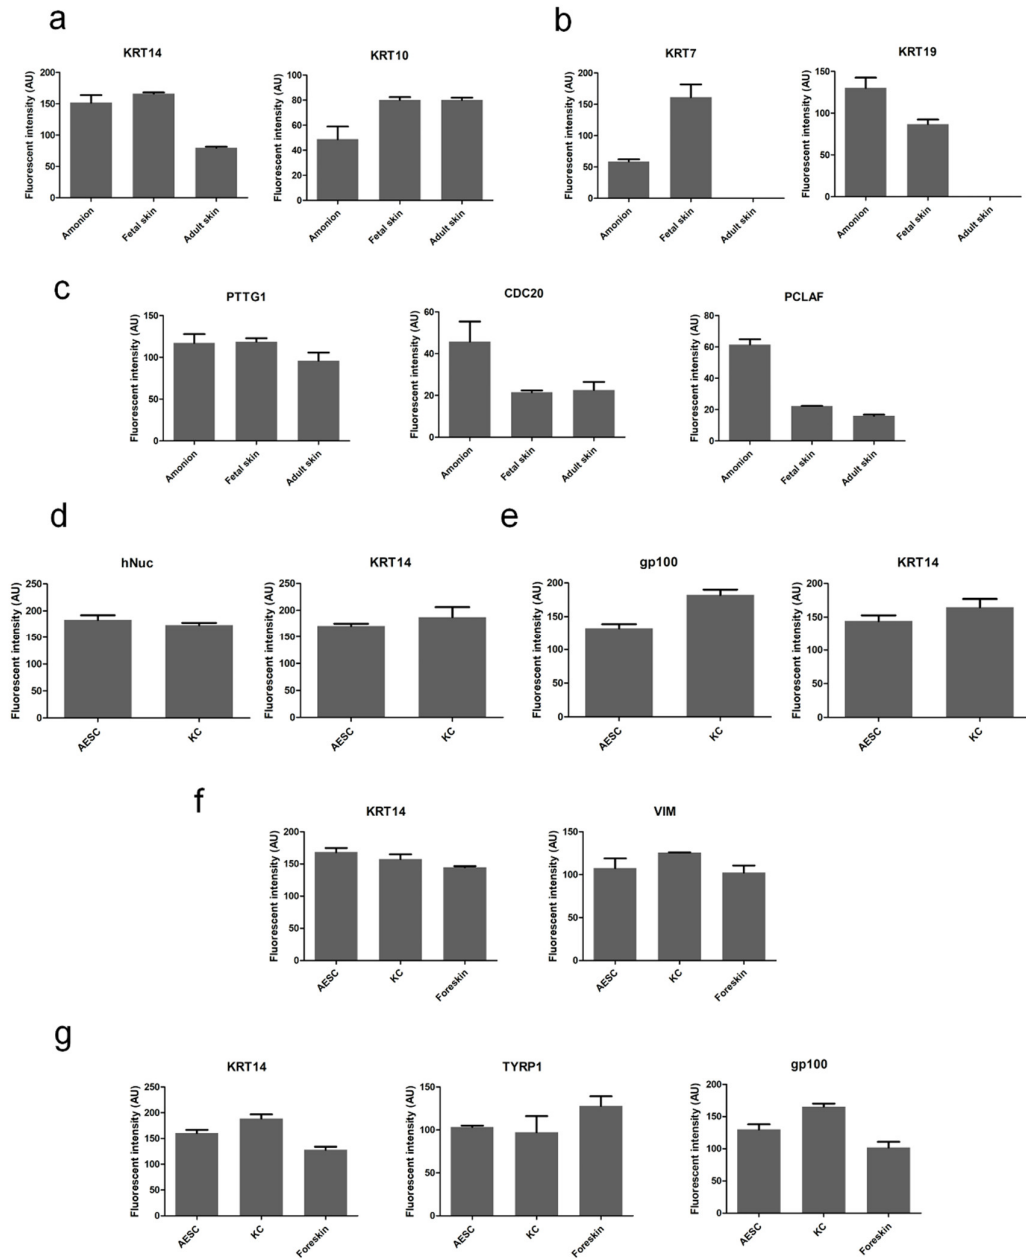 a
KRT14
Fluorescent intensity (AU)
200
150
100
50
0
Amonion
Fetal skin
Adult skin
KRT10
Fluorescent intensity (AU)
100
80
60
40
20
0
Amonion
Fetal skin
Adult skin
b
KRT7
Fluorescent intensity (AU)
200
150
100
50
0
Amonion
Fetal skin
Adult skin
KRT19
Fluorescent intensity (AU)
150
100
50
0
Amonion
Fetal skin
Adult skin
c
PTTG1
Fluorescent intensity (AU)
150
100
50
0
Amonion
Fetal skin
Adult skin
CDC20
Fluorescent intensity (AU)
60
40
20
0
Amonion
Fetal skin
Adult skin
PCLAF
Fluorescent intensity (AU)
80
60
40
20
0
Amonion
Fetal skin
Adult skin
d
hNuc
Fluorescent intensity (AU)
250
200
150
100
50
0
AESC
KC
KRT14
Fluorescent intensity (AU)
250
200
150
100
50
0
AESC
KC
e
gp100
Fluorescent intensity (AU)
200
150
100
50
0
AESC
KC
KRT14
Fluorescent intensity (AU)
200
150
100
50
0
AESC
KC
f
KRT14
Fluorescent intensity (AU)
200
150
100
50
0
AESC
KC
Foreskin
VIM
Fluorescent intensity (AU)
150
100
50
0
AESC
KC
Foreskin
g
KRT14
Fluorescent intensity (AU)
250
200
150
100
50
0
AESC
KC
Foreskin
TYRP1
Fluorescent intensity (AU)
150
100
50
0
AESC
KC
Foreskin
gp100
Fluorescent intensity (AU)
200
150
100
50
0
AESC
KC
Foreskin